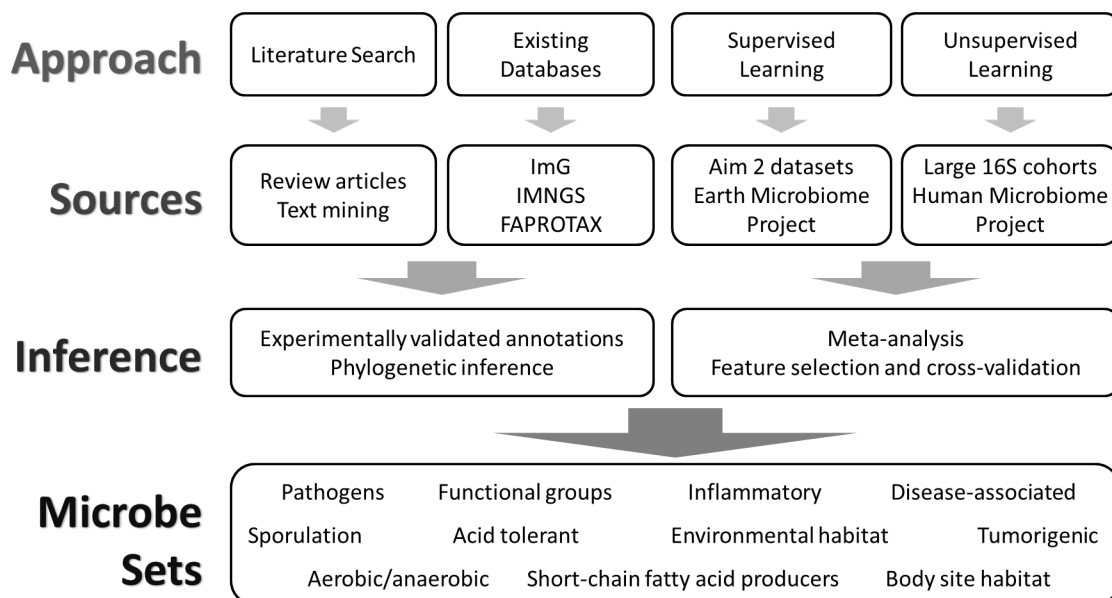 Approach
Literature Search
Existing
Databases
Supervised
Learning
Unsupervised
Learning
Sources
Review articles
Text mining
ImG
IMNGS
FAPROTAX
Aim 2 datasets
Earth Microbiome
Project
Large 16S cohorts
Human Microbiome
Project
Inference
Experimentally validated annotations
Phylogenetic inference
Meta-analysis
Feature selection and cross-validation
Microbe
Sets
Pathogens Functional groups Inflammatory Disease-associated
Sporulation Acid tolerant Environmental habitat Tumorigenic
Aerobic/anaerobic Short-chain fatty acid producers Body site habitat